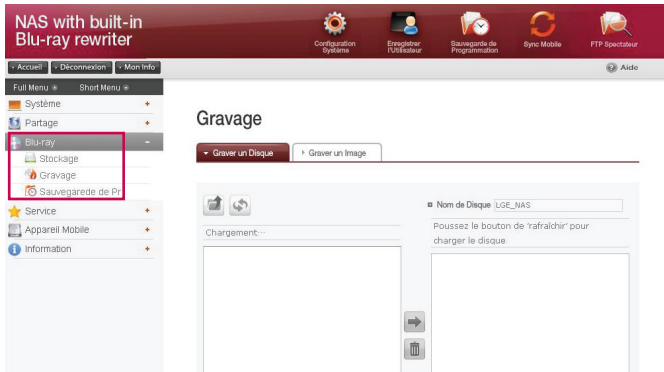 NAS with built-in
Blu-ray rewriter
Configuration Système
Enregistrer l'Utilisateur
Sauvegarde de Programmation
Sync Mobile
FTP Spectateur
Accueil
Déconnexion
Mon Info
Aide
Full Menu
Short Menu
Système
Partage
Blu-ray
Stockage
Gravage
Sauvegarede de Pr
Service
Appareil Mobile
Information
Gravage
Graver un Disque
Graver un Image
Chargement...
Nom de Disque LGE_NAS
Poussez le bouton de 'rafraîchir' pour
charger le disque